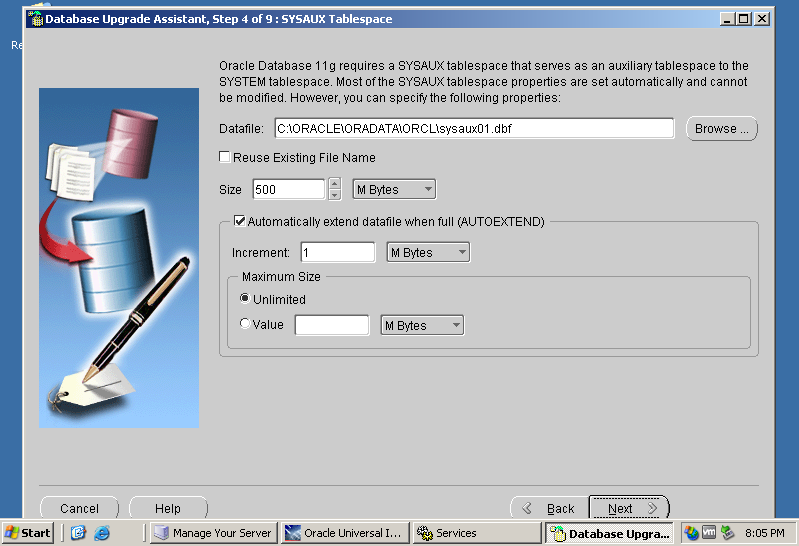 Database Upgrade Assistant, Step 4 of 9 : SYSAUX Tablespace
Re
Oracle Database 11g requires a SYSAUX tablespace that serves as an auxiliary tablespace to the
SYSTEM tablespace. Most of the SYSAUX tablespace properties are set automatically and cannot
be modified. However, you can specify the following properties:
Datafile: C:\ORACLE\ORADATA\ORCL\sysaux01.dbf Browse ...
Reuse Existing File Name
Size 500 M Bytes
Automatically extend datafile when full (AUTOEXTEND)
Increment: 1 M Bytes
Maximum Size
Unlimited
Value M Bytes
Cancel Help Back Next
Start Manage Your Server Oracle Universal I... Services Database Upgra... vm 8:05 PM